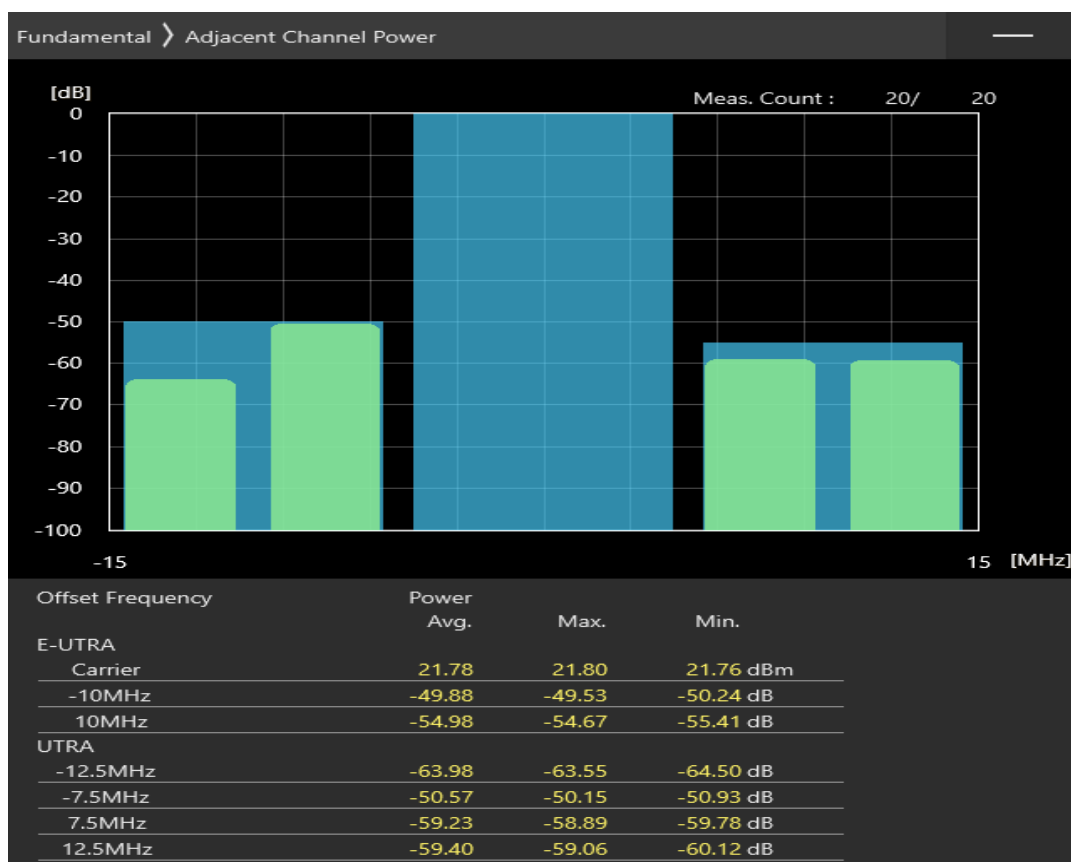 Fundamental 〉 Adjacent Channel Power
[dB]
Meas. Count : 20/ 20
0
-10
-20
-30
-40
-50
-60
-70
-80
-90
-100
-15 15 [MHz]
Offset Frequency Power
Avg. Max. Min.
E-UTRA
Carrier 21.78 21.80 21.76 dBm
-10MHz -49.88 -49.53 -50.24 dB
10MHz -54.98 -54.67 -55.41 dB
UTRA
-12.5MHz -63.98 -63.55 -64.50 dB
-7.5MHz -50.57 -50.15 -50.93 dB
7.5MHz -59.23 -58.89 -59.78 dB
12.5MHz -59.40 -59.06 -60.12 dB